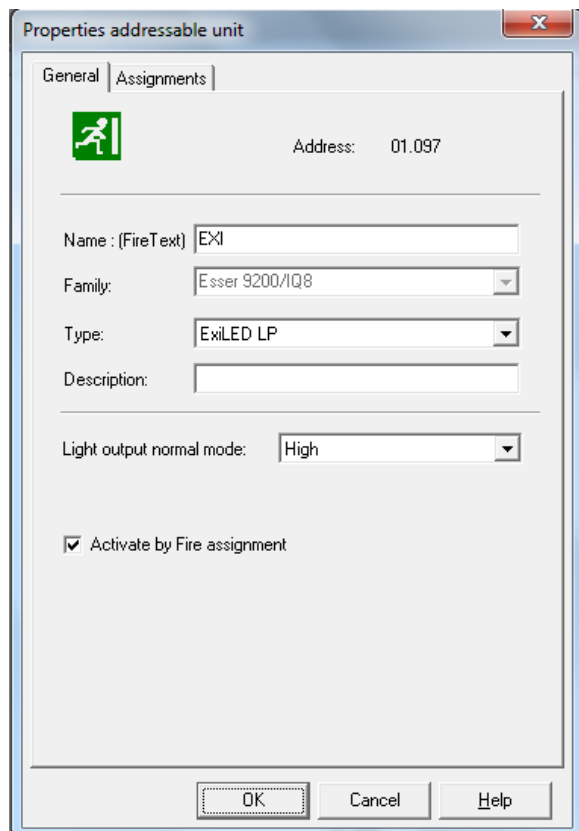 Properties addressable unit
General Assignments
Address: 01.097
Name : (FireText) EXI
Family: Esser 9200/IQ8
Type: ExiLED LP
Description:
Light output normal mode: High
Activate by Fire assignment
OK Cancel Help